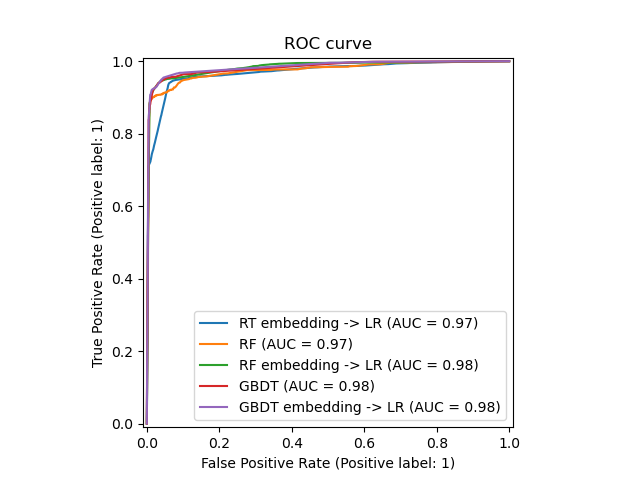 ROC curve
True Positive Rate (Positive label: 1)
1.0
0.8
0.6
0.4
0.2
0.0
RT embedding -> LR (AUC = 0.97)
RF (AUC = 0.97)
RF embedding -> LR (AUC = 0.98)
GBDT (AUC = 0.98)
GBDT embedding -> LR (AUC = 0.98)
0.0 0.2 0.4 0.6 0.8 1.0
False Positive Rate (Positive label: 1)